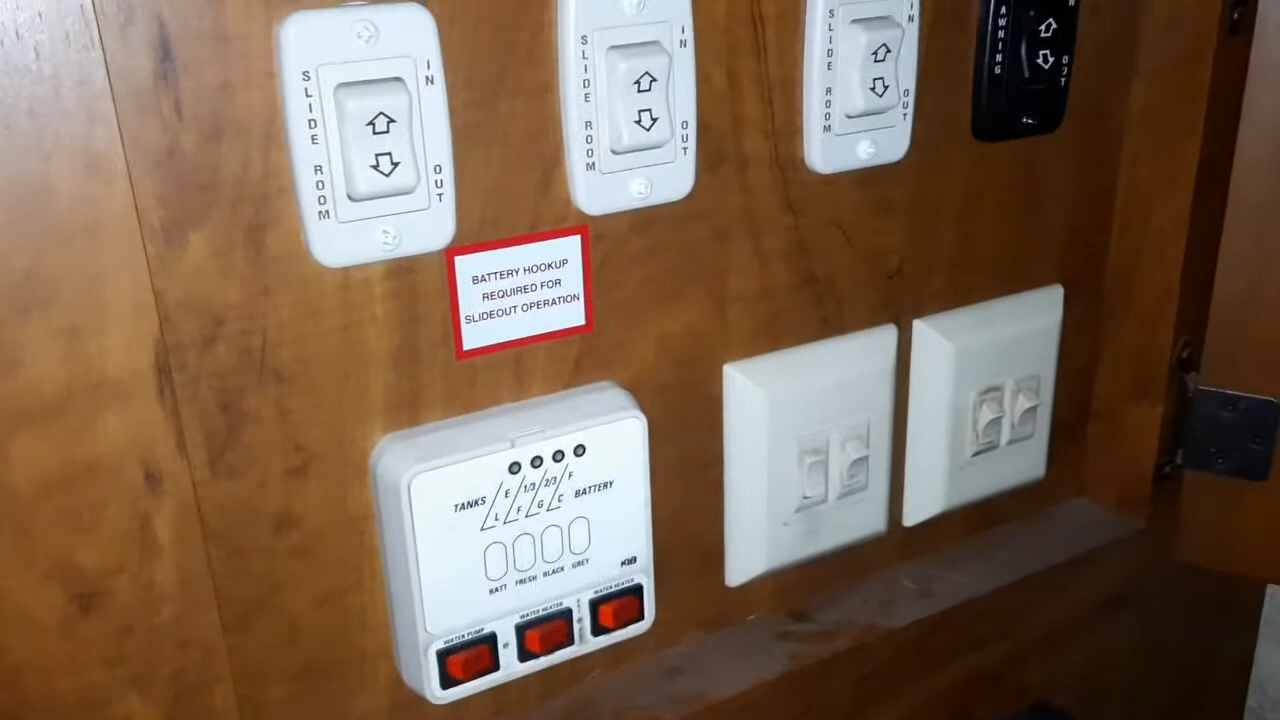 SLIDE ROOM
IN
OUT
SLIDE ROOM
IN
OUT
SLIDE ROOM
IN
OUT
AWNING
OUT
BATTERY HOOKUP
REQUIRED FOR
SLIDEOUT OPERATION
TANKS E 1/3 2/3 F
L F G C BATTERY
BATT FRESH BLACK GREY
KIB
WATER PUMP
WATER HEATER
WATER HEATER